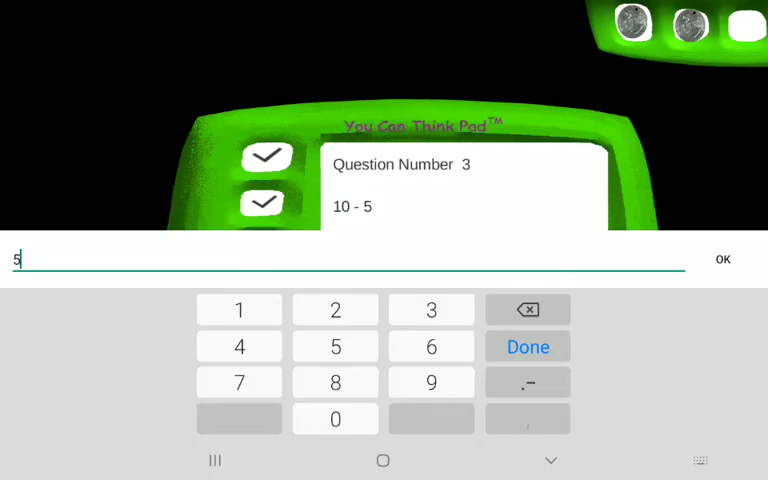 You Can Think Pad™
Question Number 3
10 - 5
5
OK
1 2 3
4 5 6 Done
7 8 9 .-
0 ,